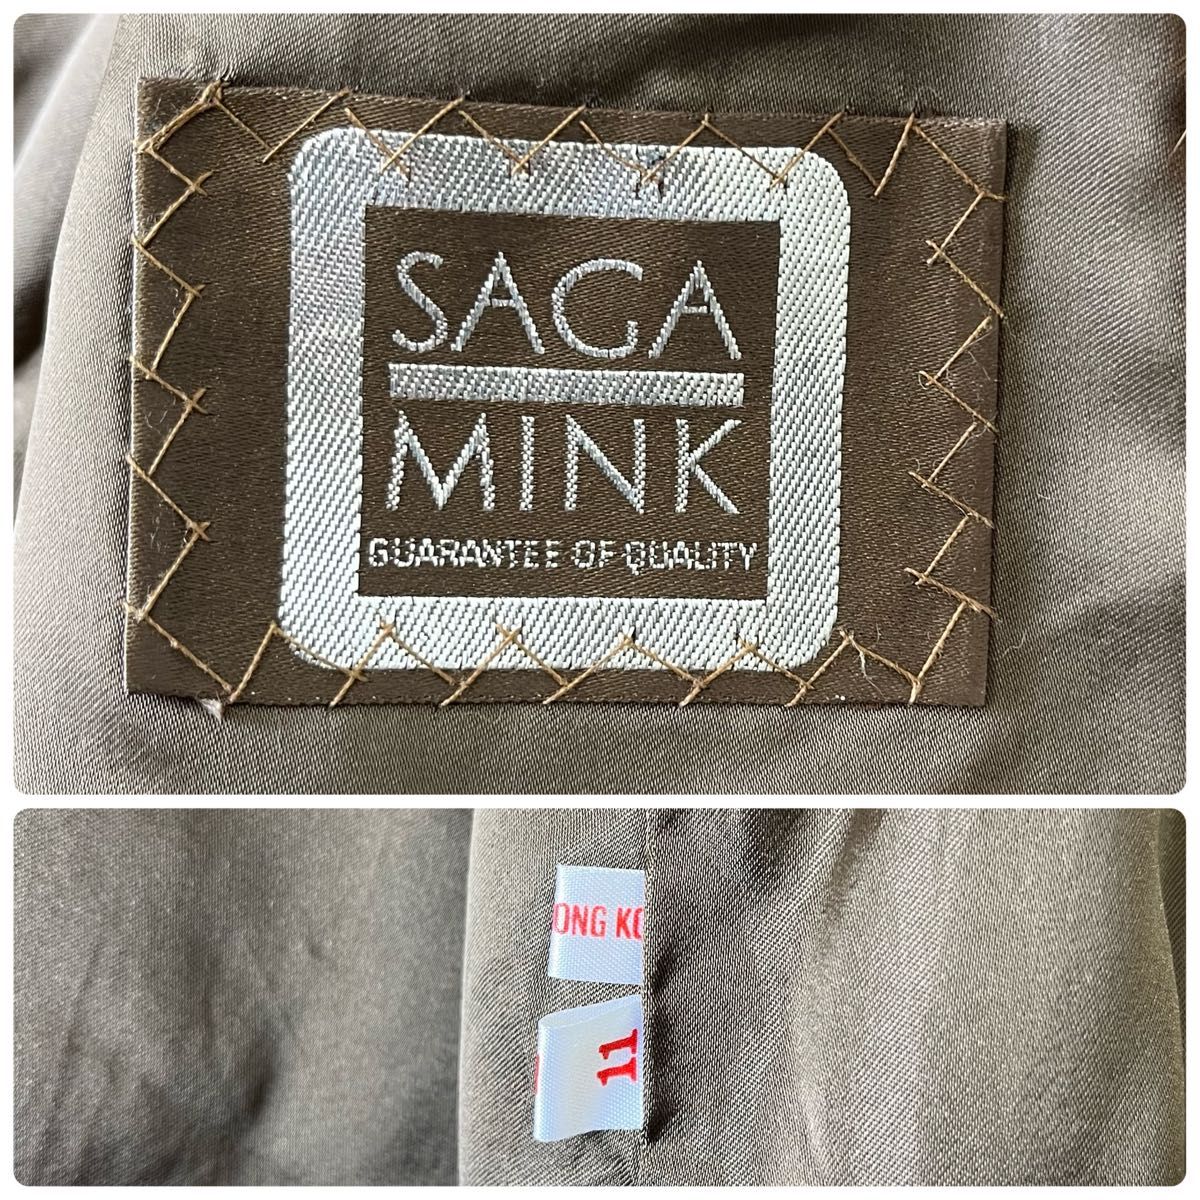 SAGA
MINK
GUARANTEE OF QUALITY
ONG KO
11